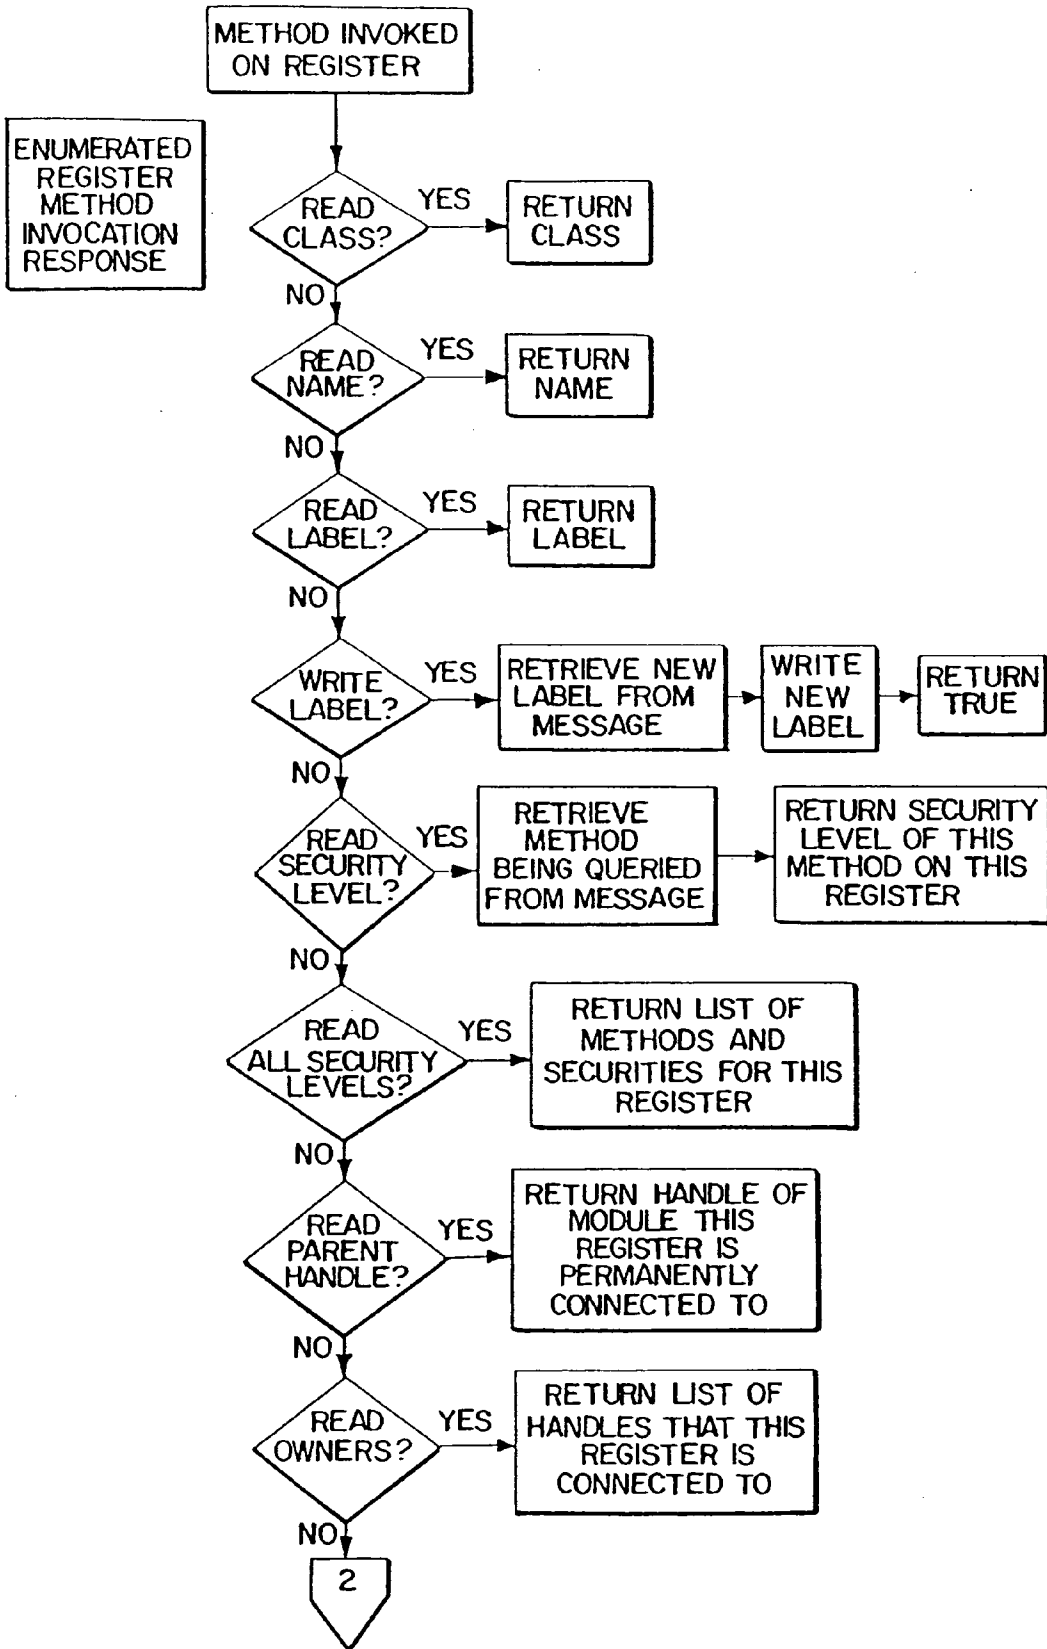 METHOD INVOKED
ON REGISTER
ENUMERATED
REGISTER
METHOD
INVOCATION
RESPONSE
READ
CLASS?
YES
RETURN
CLASS
NO
READ
NAME?
YES
RETURN
NAME
NO
READ
LABEL?
YES
RETURN
LABEL
NO
WRITE
LABEL?
YES
RETRIEVE NEW
LABEL FROM
MESSAGE
WRITE
NEW
LABEL
RETURN
TRUE
NO
READ
SECURITY
LEVEL?
YES
RETRIEVE
METHOD
BEING QUERIED
FROM MESSAGE
RETURN SECURITY
LEVEL OF THIS
METHOD ON THIS
REGISTER
NO
READ
ALL SECURITY
LEVELS?
YES
RETURN LIST OF
METHODS AND
SECURITIES FOR THIS
REGISTER
NO
READ
PARENT
HANDLE?
YES
RETURN HANDLE OF
MODULE THIS
REGISTER IS
PERMANENTLY
CONNECTED TO
NO
READ
OWNERS?
YES
RETURN LIST OF
HANDLES THAT THIS
REGISTER IS
CONNECTED TO
NO
2